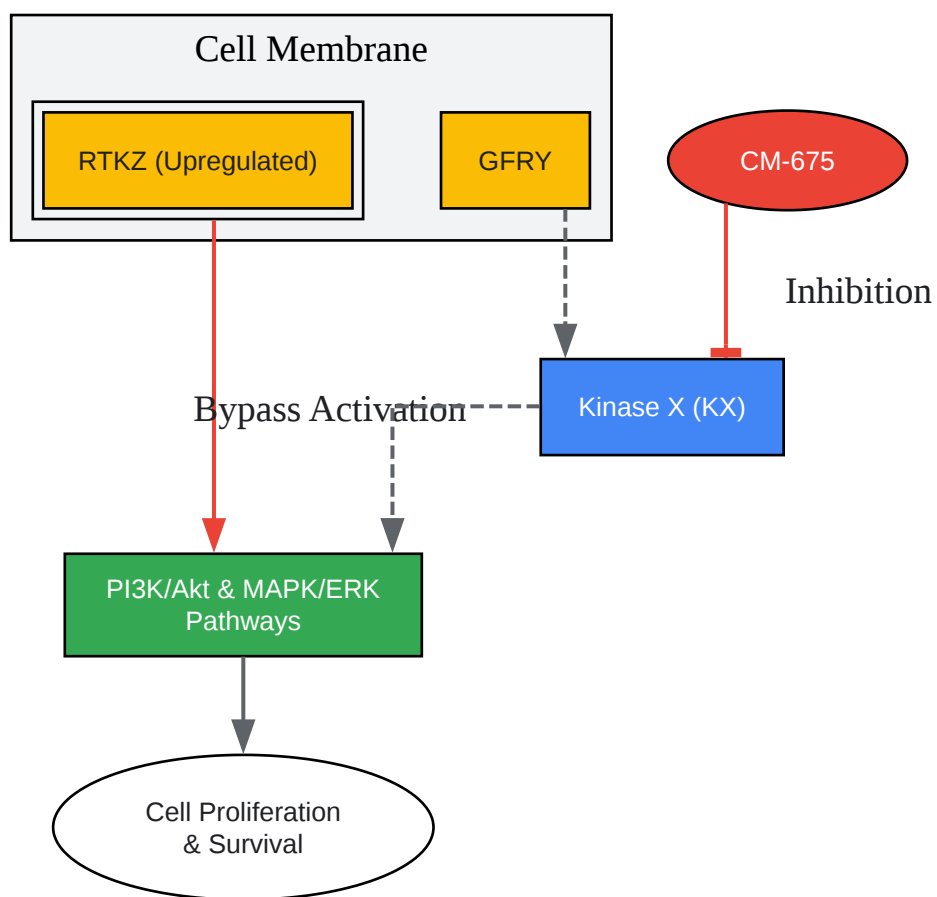 Cell Membrane
RTKZ (Upregulated)
GFRY
CM-675
Inhibition
Bypass Activation
Kinase X (KX)
PI3K/Akt & MAPK/ERK
Pathways
Cell Proliferation
& Survival